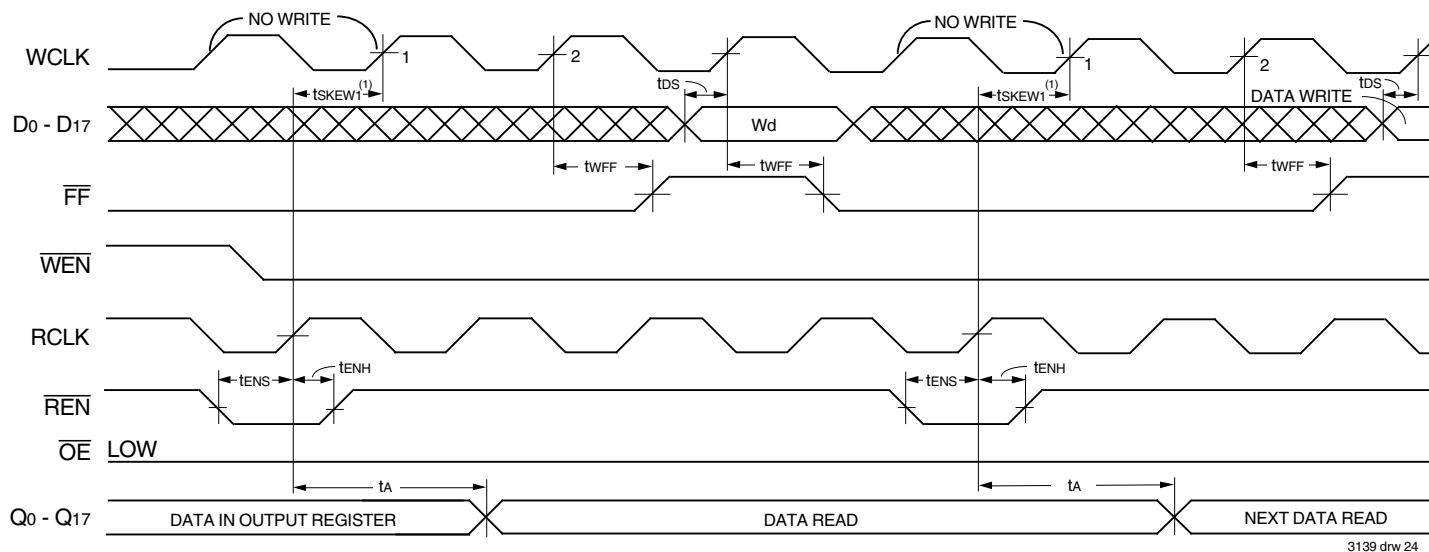 NO WRITE NO WRITE
WCLK 1 2 1 2
tSKEW1(1) tDS tSKEW1(1) tDS
DATA WRITE
D0 - D17 Wd
tWFF tWFF tWFF
FF
WEN
RCLK
tENS tENH tENS tENH
REN
OE LOW
tA tA
Q0 - Q17 DATA IN OUTPUT REGISTER DATA READ NEXT DATA READ
3139 drw 24